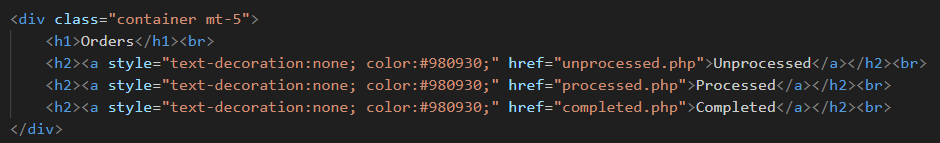 <div class="container mt-5">
    <h1>Orders</h1><br>
    <h2><a style="text-decoration:none; color:#980930;" href="unprocessed.php">Unprocessed</a></h2><br>
    <h2><a style="text-decoration:none; color:#980930;" href="processed.php">Processed</a></h2><br>
    <h2><a style="text-decoration:none; color:#980930;" href="completed.php">Completed</a></h2><br>
</div>